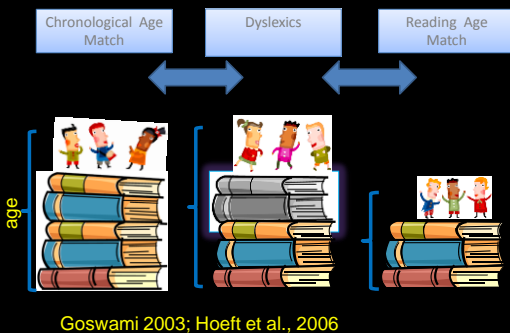 Chronological Age
Match
Dyslexics
Reading Age
Match
age
Goswami 2003; Hoeft et al., 2006